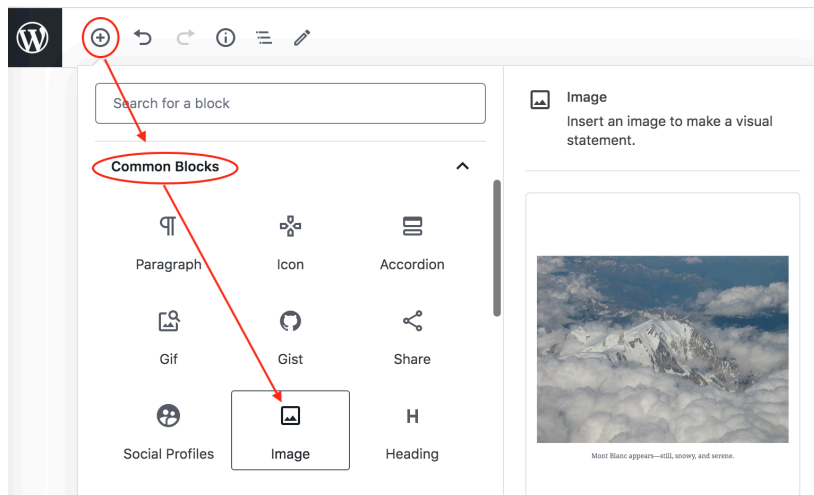 Search for a block
Common Blocks
Paragraph
Icon
Accordion
Gif
Gist
Share
Social Profiles
Image
Heading
Image
Insert an image to make a visual
statement.
Mont Blanc appears—still, snowy, and serene.